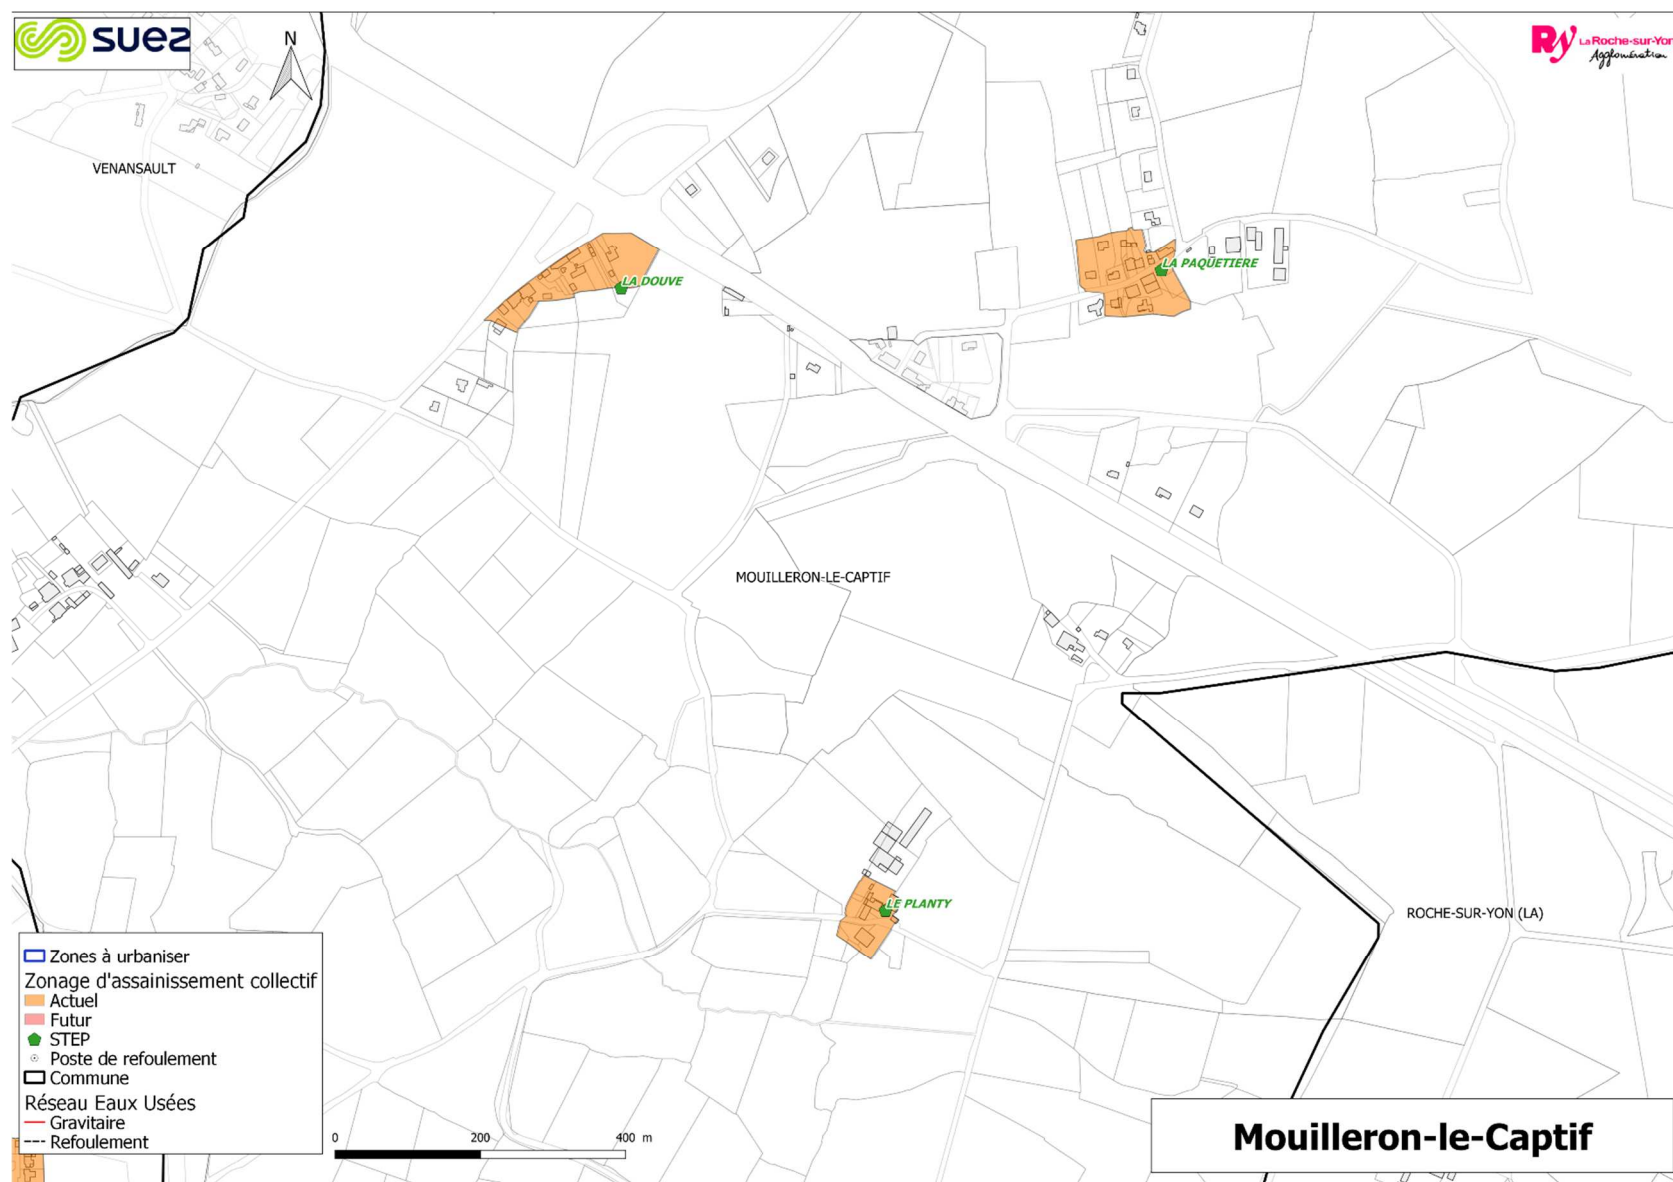 suez
N
Ry La Roche-sur-Yon
Agglomération
VENANSAULT
LA DOUVE
LA PAQUETIERE
MOUILLERON-LE-CAPTIF
LE PLANTY
ROCHE-SUR-YON (LA)
Zones à urbaniser
Zonage d'assainissement collectif
Actuel
Futur
STEP
Poste de refoulement
Commune
Réseau Eaux Usées
Gravitaire
Refoulement
0 200 400 m
Mouilleron-le-Captif